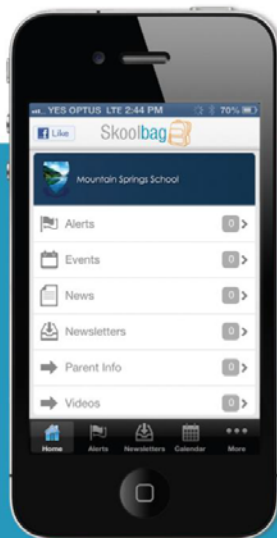 YES OPTUS LTE 2:44 PM 70%
Like Skoolbag
Mountain Springs School
Alerts 0
Events 0
News 0
Newsletters 0
Parent Info 0
Videos 0
Home Alerts Newsletters Calendar More